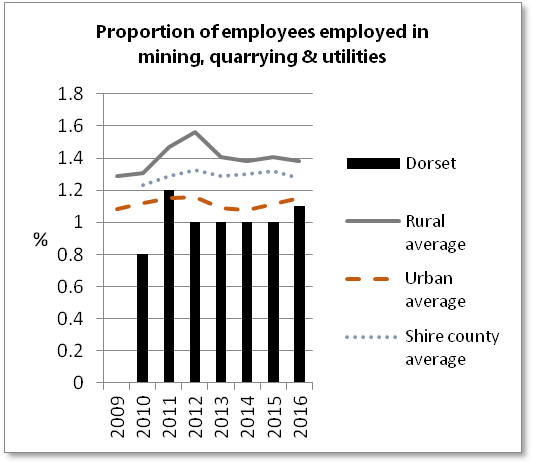 Proportion of employees employed in
mining, quarrying & utilities
1.8
1.6
1.4
1.2
1
0.8
0.6
0.4
0.2
0
%
2009
2010
2011
2012
2013
2014
2015
2016
Dorset
Rural
average
Urban
average
Shire county
average